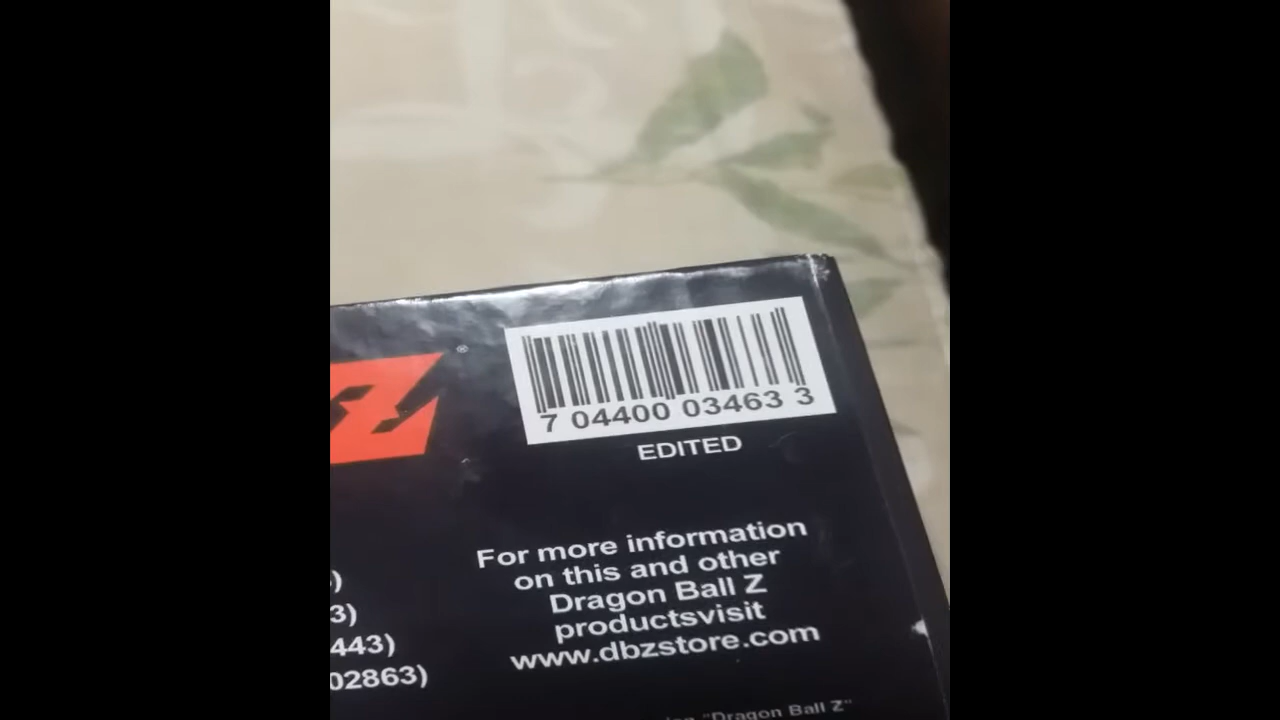 Z®
7 04400 03463 3
EDITED
For more information
on this and other
Dragon Ball Z
productsvisit
www.dbzstore.com
)
3)
443)
02863)
"Dragon Ball Z"